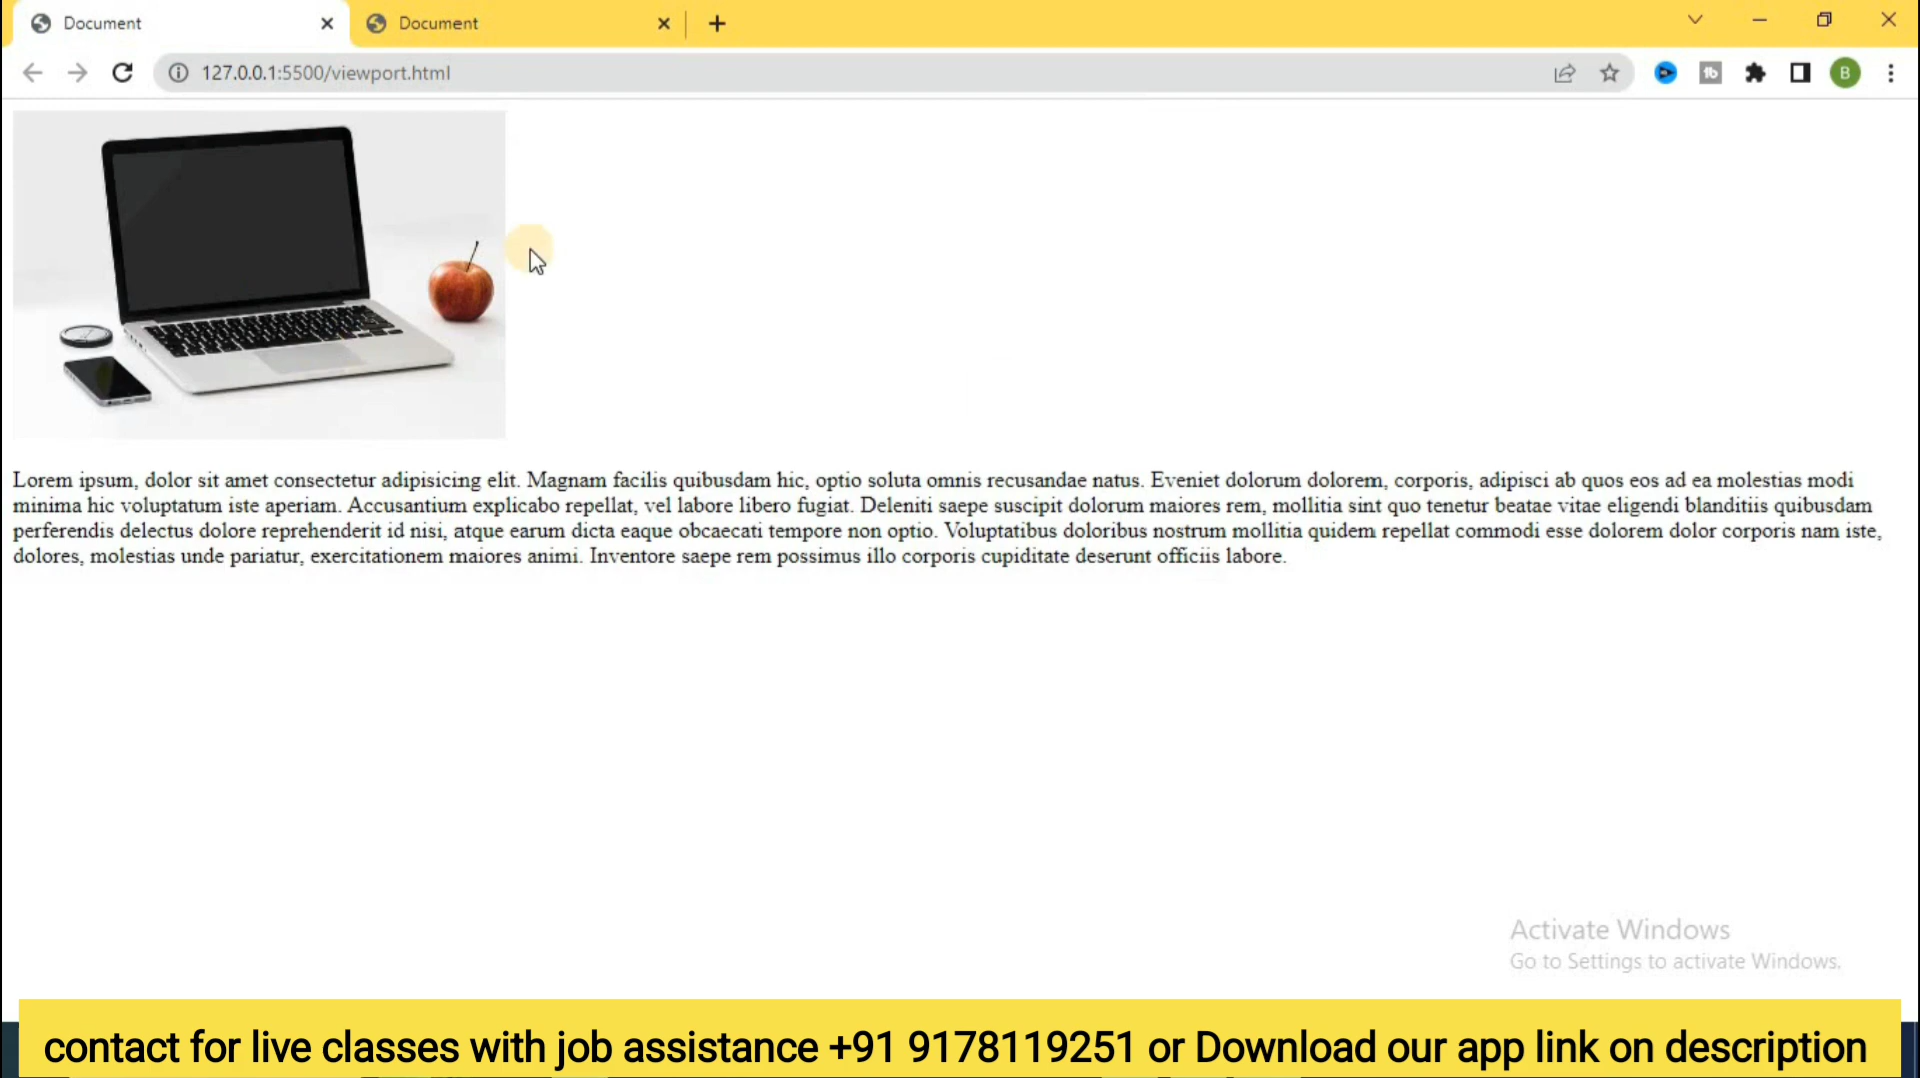 Document
Document
127.0.0.1:5500/viewport.html
B
Lorem ipsum, dolor sit amet consectetur adipisicing elit. Magnam facilis quibusdam hic, optio soluta omnis recusandae natus. Eveniet dolorum dolorem, corporis, adipisci ab quos eos ad ea molestias modi
minima hic voluptatum iste aperiam. Accusantium explicabo repellat, vel labore libero fugiat. Deleniti saepe suscipit dolorum maiores rem, mollitia sint quo tenetur beatae vitae eligendi blanditiis quibusdam
perferendis delectus dolore reprehenderit id nisi, atque earum dicta eaque obcaecati tempore non optio. Voluptatibus doloribus nostrum mollitia quidem repellat commodi esse dolorem dolor corporis nam iste,
dolores, molestias unde pariatur, exercitationem maiores animi. Inventore saepe rem possimus illo corporis cupiditate deserunt officiis labore.
Activate Windows
Go to Settings to activate Windows.
contact for live classes with job assistance +91 9178119251 or Download our app link on description